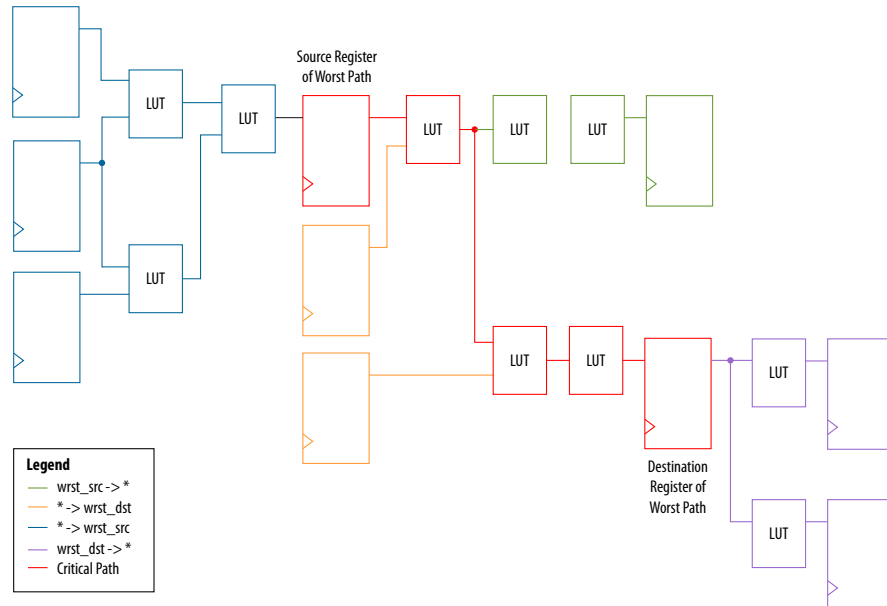 Source Register
of Worst Path
LUT
LUT
LUT
LUT
LUT
LUT
LUT
LUT
LUT
LUT
Destination
Register of
Worst Path
LUT
Legend
wrst_src -> *
* -> wrst_dst
* -> wrst_src
wrst_dst -> *
Critical Path